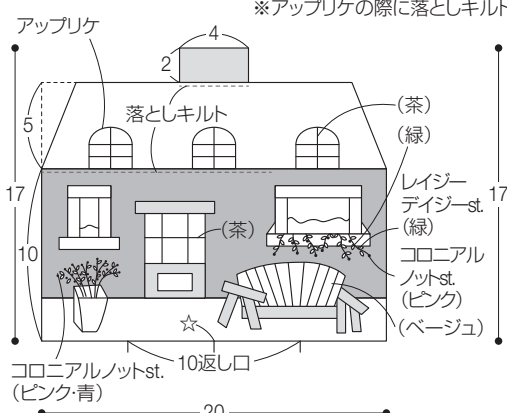 ※アップリケの際に落としキルト
アップリケ
4
2
落としキルト
5
(茶)
(緑)
レイジー
デイジーst.
(緑)
17
17
10
(茶)
コロニアル
ノットst.
(ピンク)
(ベージュ)
☆
10返し口
コロニアルノットst.
(ピンク・青)
20